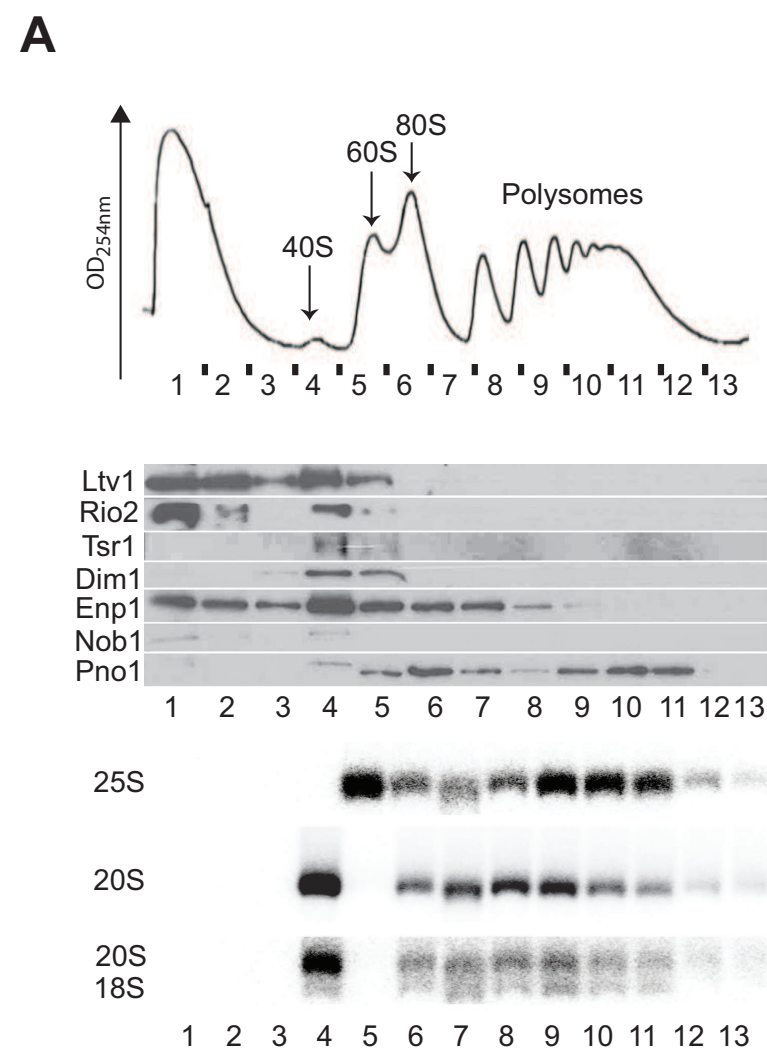 A
80S
60S
Polysomes
40S
OD254nm
1 2 3 4 5 6 7 8 9 10 11 12 13
Ltv1
Rio2
Tsr1
Dim1
Enp1
Nob1
Pno1
1 2 3 4 5 6 7 8 9 10 11 12 13
25S
20S
20S
18S
1 2 3 4 5 6 7 8 9 10 11 12 13